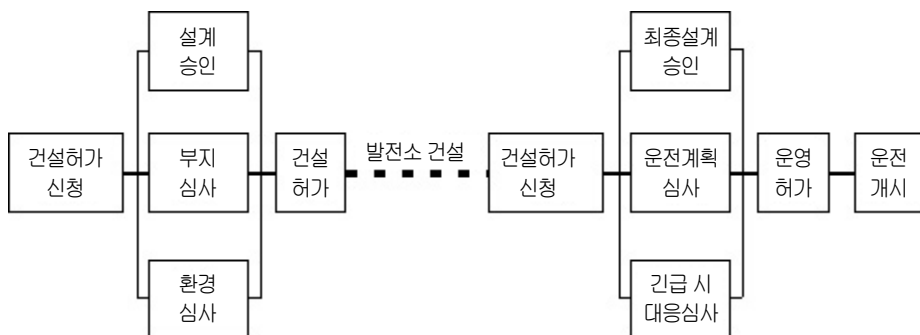 설계
승인
최종설계
승인
건설허가
신청
부지
심사
건설
허가
발전소 건설
건설허가
신청
운전계획
심사
운영
허가
운전
개시
환경
심사
긴급 시
대응심사